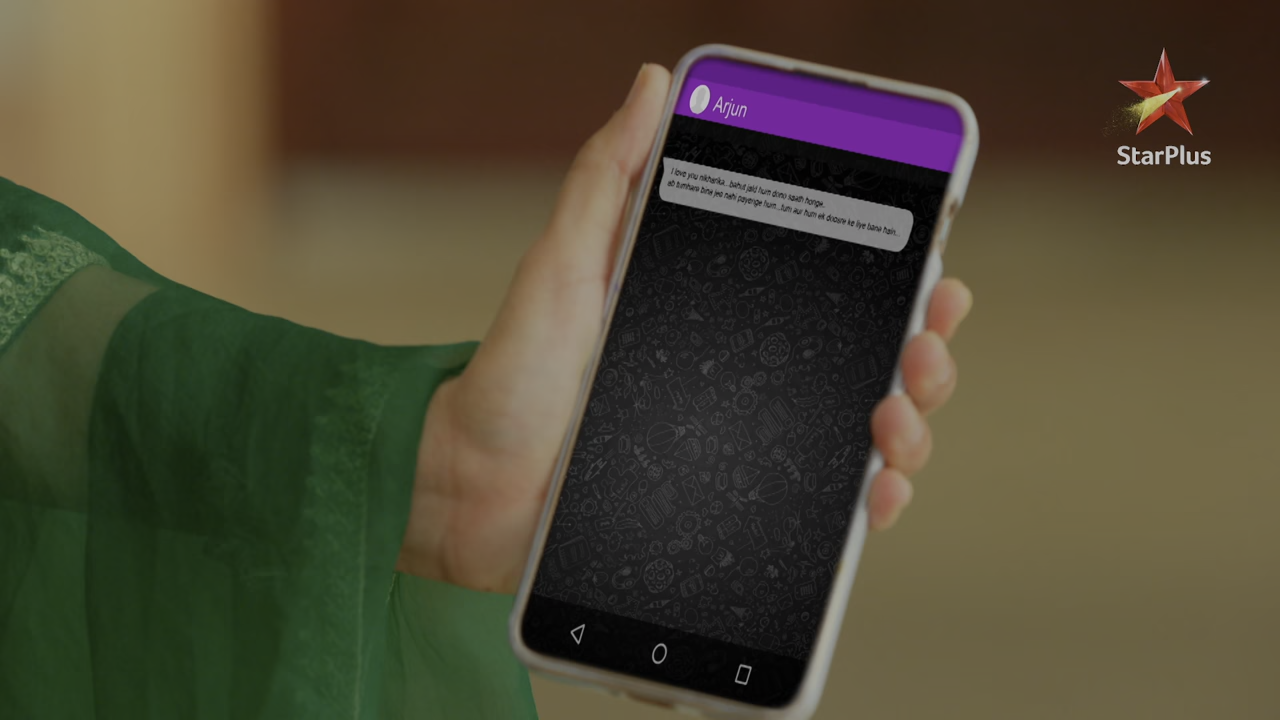 StarPlus
Arjun
I love you niharika...bahut jald hum dono saath honge.
ab tumhare bina jee nahi payenge hum...tum aur hum ek doosre ke liye bane hain..